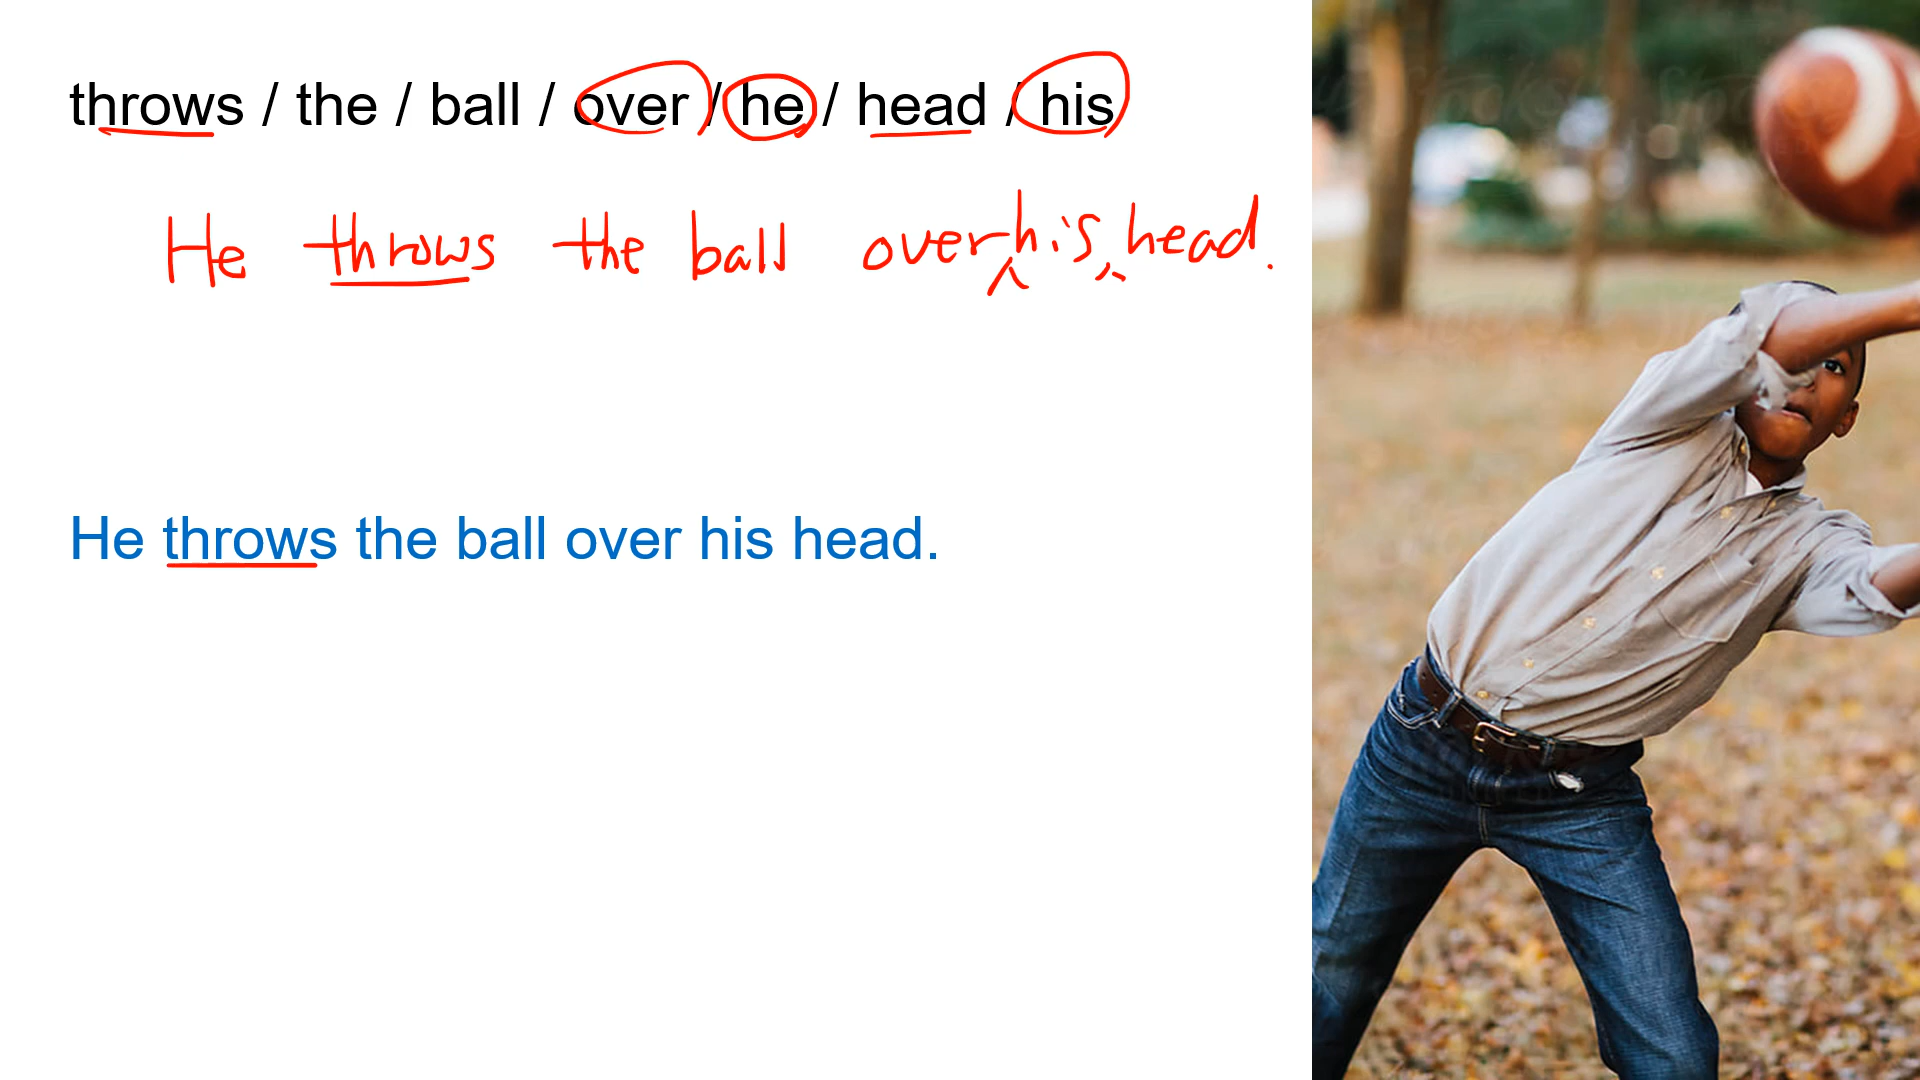 throws / the / ball / over / he / head / his
He throws the ball over his head.
He throws the ball over his head.